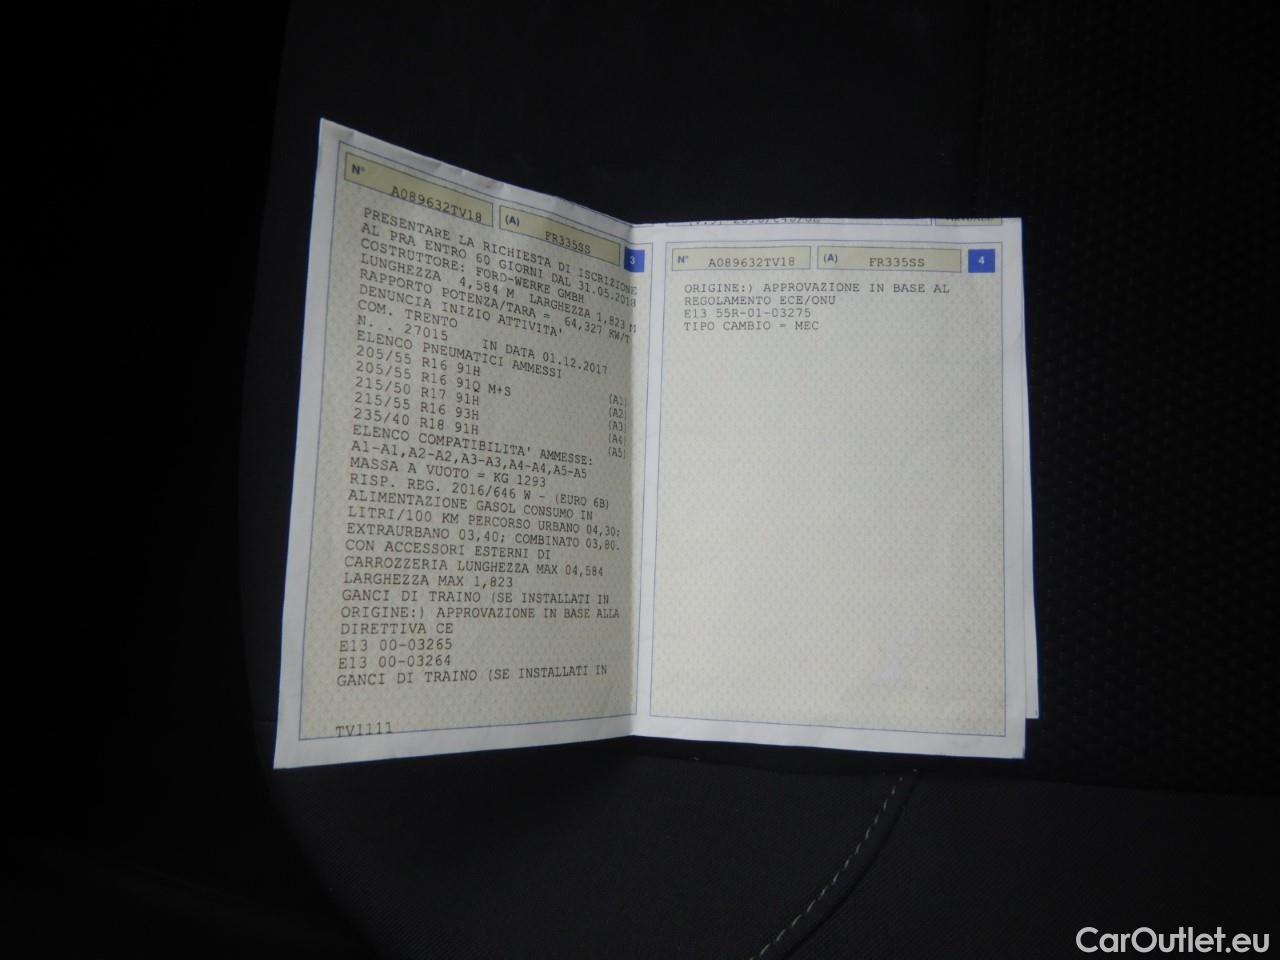 N° A089632TV18 (A) FR335SS 3
PRESENTARE LA RICHIESTA DI ISCRIZIONE
AL PRA ENTRO 60 GIORNI DAL 31.05.2018
COSTRUTTORE: FORD-WERKE GMBH
LUNGHEZZA 4,584 M LARGHEZZA 1,823 M
RAPPORTO POTENZA/TARA = 64,327 KW/T
DENUNCIA INIZIO ATTIVITA'
COM. TRENTO
N. . 27015 IN DATA 01.12.2017
ELENCO PNEUMATICI AMMESSI
205/55 R16 91H (A1)
205/55 R16 91Q M+S (A2)
215/50 R17 91H (A3)
215/55 R16 93H (A4)
235/40 R18 91H (A5)
ELENCO COMPATIBILITA' AMMESSE:
A1-A1,A2-A2,A3-A3,A4-A4,A5-A5
MASSA A VUOTO = KG 1293
RISP. REG. 2016/646 W - (EURO 6B)
ALIMENTAZIONE GASOL CONSUMO IN
LITRI/100 KM PERCORSO URBANO 04,30;
EXTRAURBANO 03,40; COMBINATO 03,80.
CON ACCESSORI ESTERNI DI
CARROZZERIA LUNGHEZZA MAX 04,584
LARGHEZZA MAX 1,823
GANCI DI TRAINO (SE INSTALLATI IN
ORIGINE:) APPROVAZIONE IN BASE ALLA
DIRETTIVA CE
E13 00-03265
E13 00-03264
GANCI DI TRAINO (SE INSTALLATI IN
TV1111
N° A089632TV18 (A) FR335SS 4
ORIGINE:) APPROVAZIONE IN BASE AL
REGOLAMENTO ECE/ONU
E13 55R-01-03275
TIPO CAMBIO = MEC
CarOutlet.eu